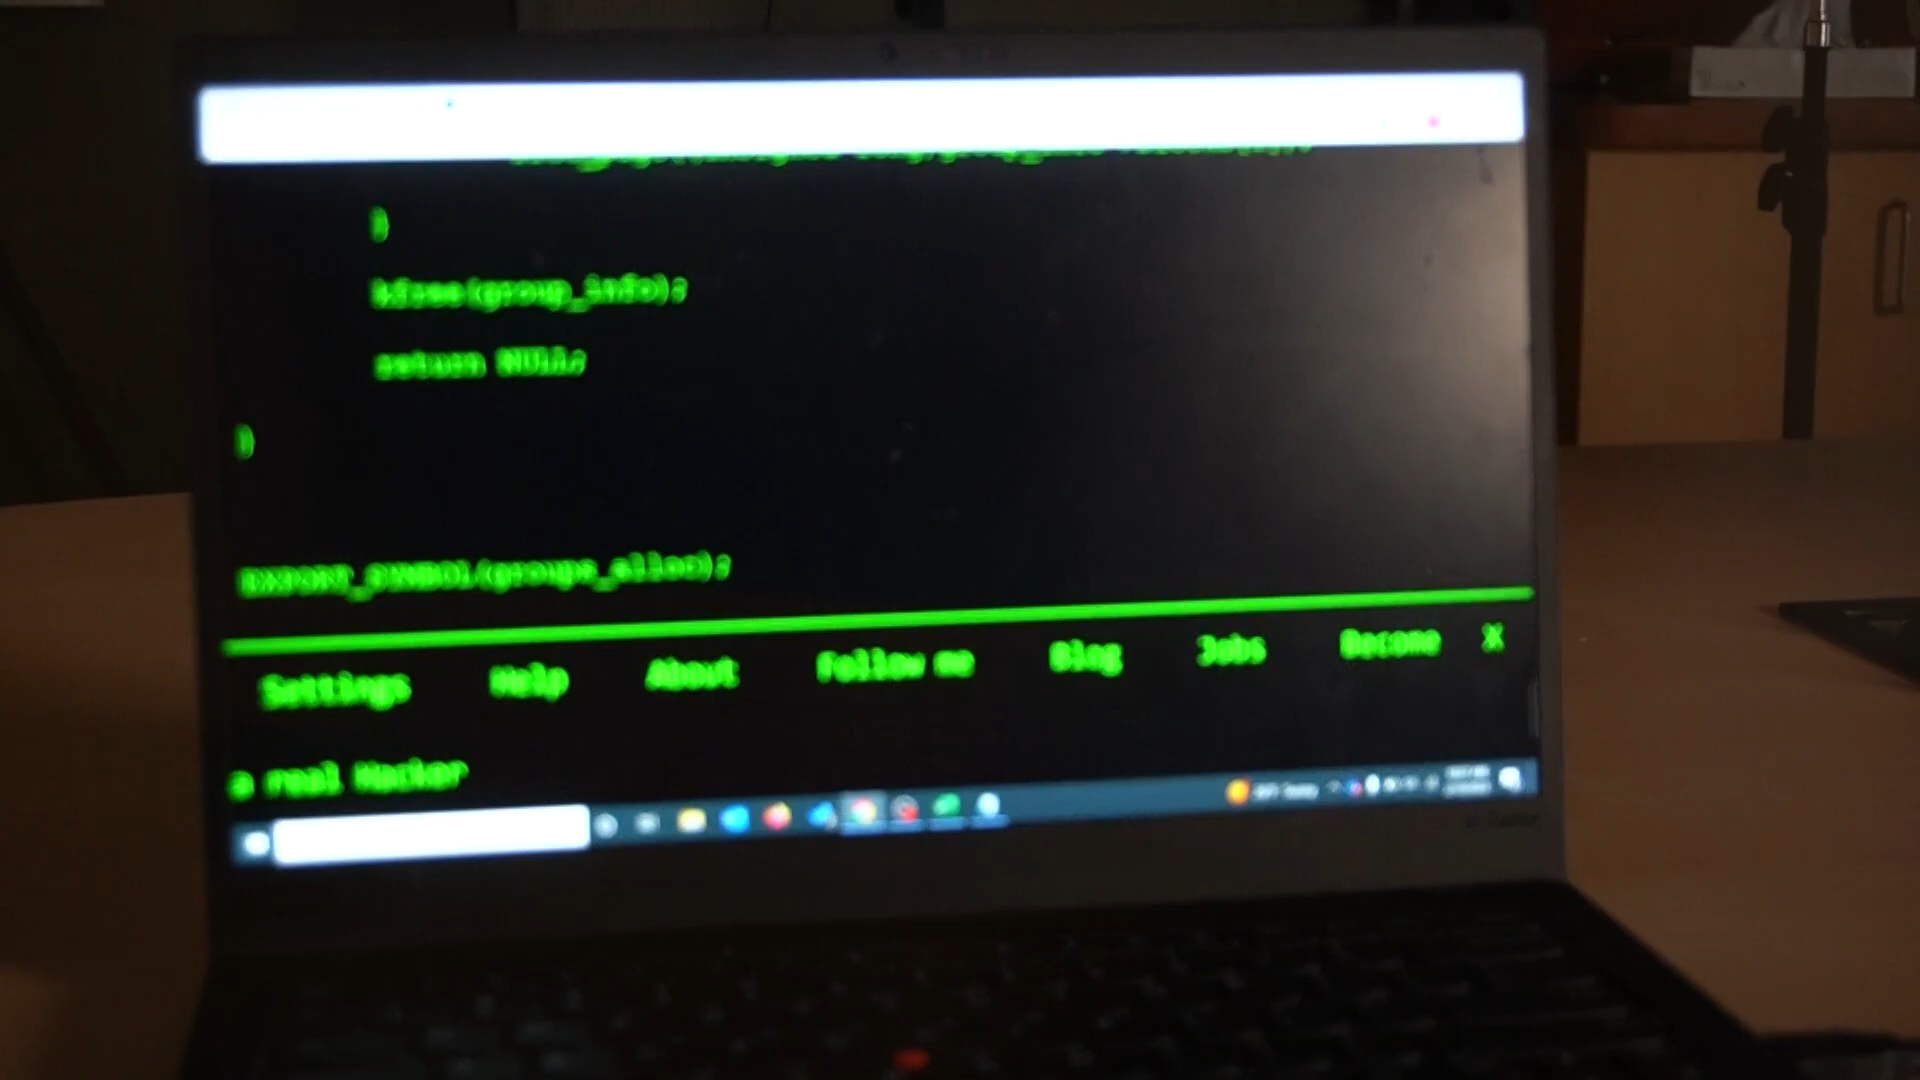 }
kfree(group_info);
return NULL;
}
EXPORT_SYMBOL(groups_alloc);
Settings Help About Follow me Blog Jobs Become X
a real Hacker